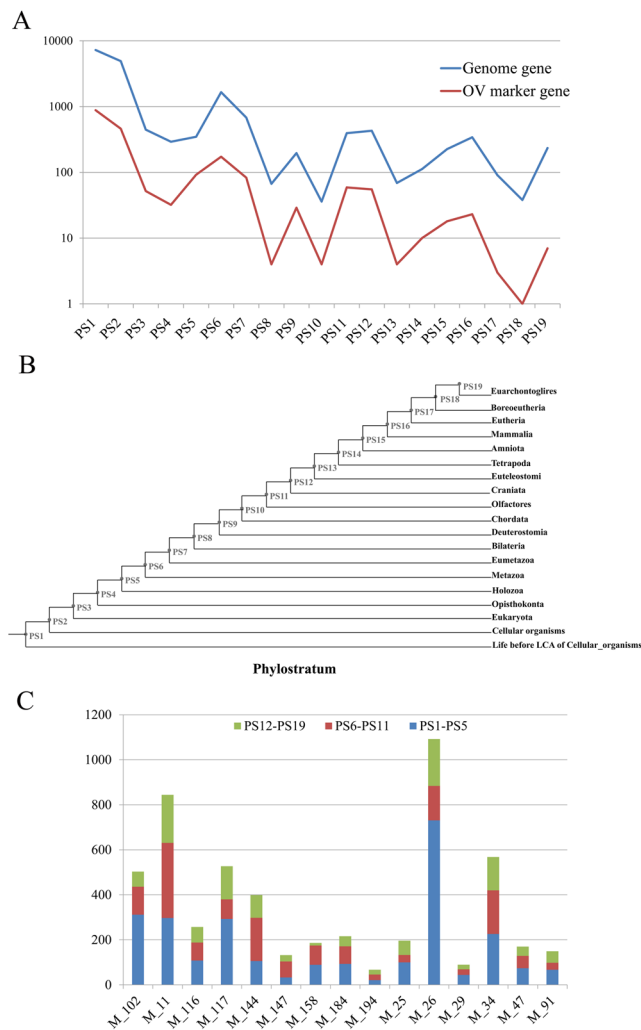 A
10000
1000
100
10
1
Genome gene
OV marker gene
PS1 PS2 PS3 PS4 PS5 PS6 PS7 PS8 PS9 PS10 PS11 PS12 PS13 PS14 PS15 PS16 PS17 PS18 PS19
B
PS19
Euarchontoglires
PS18
Boreoeutheria
PS17
Eutheria
PS16
Mammalia
PS15
Amniota
PS14
Tetrapoda
PS13
Euteleostomi
PS12
Craniata
PS11
Olfactores
PS10
Chordata
PS9
Deuterostomia
PS8
Bilateria
PS7
Eumetazoa
PS6
Metazoa
PS5
Holozoa
PS4
Opisthokonta
PS3
Eukaryota
PS2
Cellular organisms
PS1
Life before LCA of Cellular_organisms
Phylostratum
C
1200
1000
800
600
400
200
0
PS12-PS19 PS6-PS11 PS1-PS5
M_102 M_11 M_116 M_117 M_144 M_147 M_158 M_184 M_194 M_25 M_26 M_29 M_34 M_47 M_91